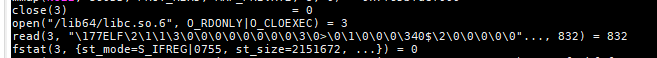 close(3)                                = 0
open("/lib64/libc.so.6", O_RDONLY|O_CLOEXEC) = 3
read(3, "\177ELF\2\1\1\3\0\0\0\0\0\0\0\0\3\0>\0\1\0\0\0\340$\2\0\0\0\0\0"..., 832) = 832
fstat(3, {st_mode=S_IFREG|0755, st_size=2151672, ...}) = 0